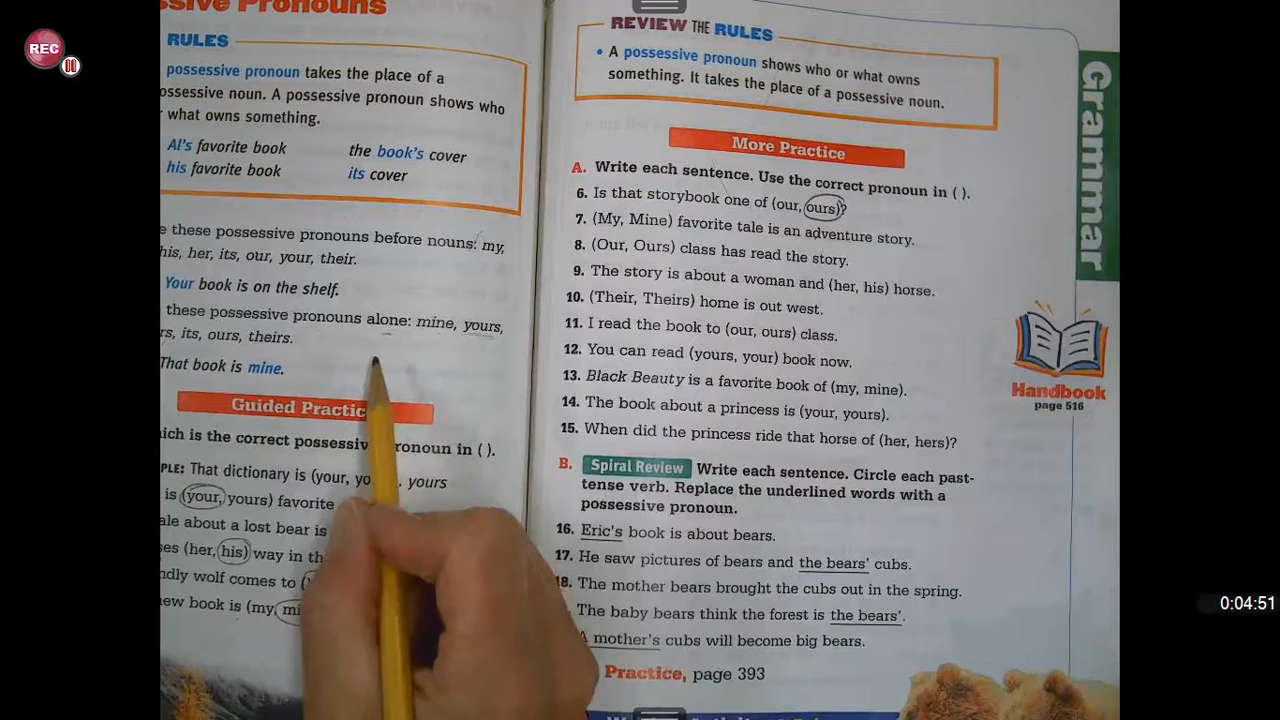 REC
ssive Pronouns
RULES
possessive pronoun takes the place of a
ossessive noun. A possessive pronoun shows who
what owns something.
Al's favorite book the book's cover
his favorite book its cover
e these possessive pronouns before nouns: my,
his, her, its, our, your, their.
Your book is on the shelf.
these possessive pronouns alone: mine, yours,
rs, its, ours, theirs.
That book is mine.
Guided Practic
hich is the correct possessiv pronoun in ( ).
PLE: That dictionary is (your, yo yours
is (your, yours) favorite
ale about a lost bear is
ses (her, his) way in th
ndly wolf comes to
new book is (my, mi
REVIEW THE RULES
• A possessive pronoun shows who or what owns
something. It takes the place of a possessive noun.
More Practice
A. Write each sentence. Use the correct pronoun in ( ).
6. Is that storybook one of (our, ours)?
7. (My, Mine) favorite tale is an adventure story.
8. (Our, Ours) class has read the story.
9. The story is about a woman and (her, his) horse.
10. (Their, Theirs) home is out west.
11. I read the book to (our, ours) class.
12. You can read (yours, your) book now.
13. Black Beauty is a favorite book of (my, mine).
14. The book about a princess is (your, yours).
15. When did the princess ride that horse of (her, hers)?
B. Spiral Review Write each sentence. Circle each past-
tense verb. Replace the underlined words with a
possessive pronoun.
16. Eric's book is about bears.
17. He saw pictures of bears and the bears' cubs.
18. The mother bears brought the cubs out in the spring.
The baby bears think the forest is the bears'.
A mother's cubs will become big bears.
Practice, page 393
Grammar
Handbook
page 516
0:04:51